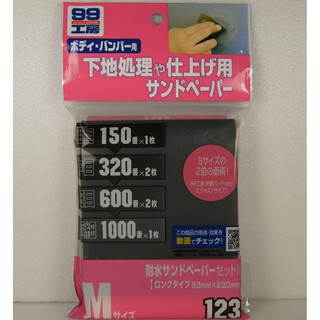 99
工房
ボディ・バンパー用
下地処理や仕上げ用
サンドペーパー
150番×1枚
320番×2枚
600番×2枚
1000番×1枚
Sサイズの
2倍の面積!
この商品の用途・効果を
動画でチェック!
耐水サンドペーパーセット
【ロングタイプ 93mm×230mm】
Mサイズ
123